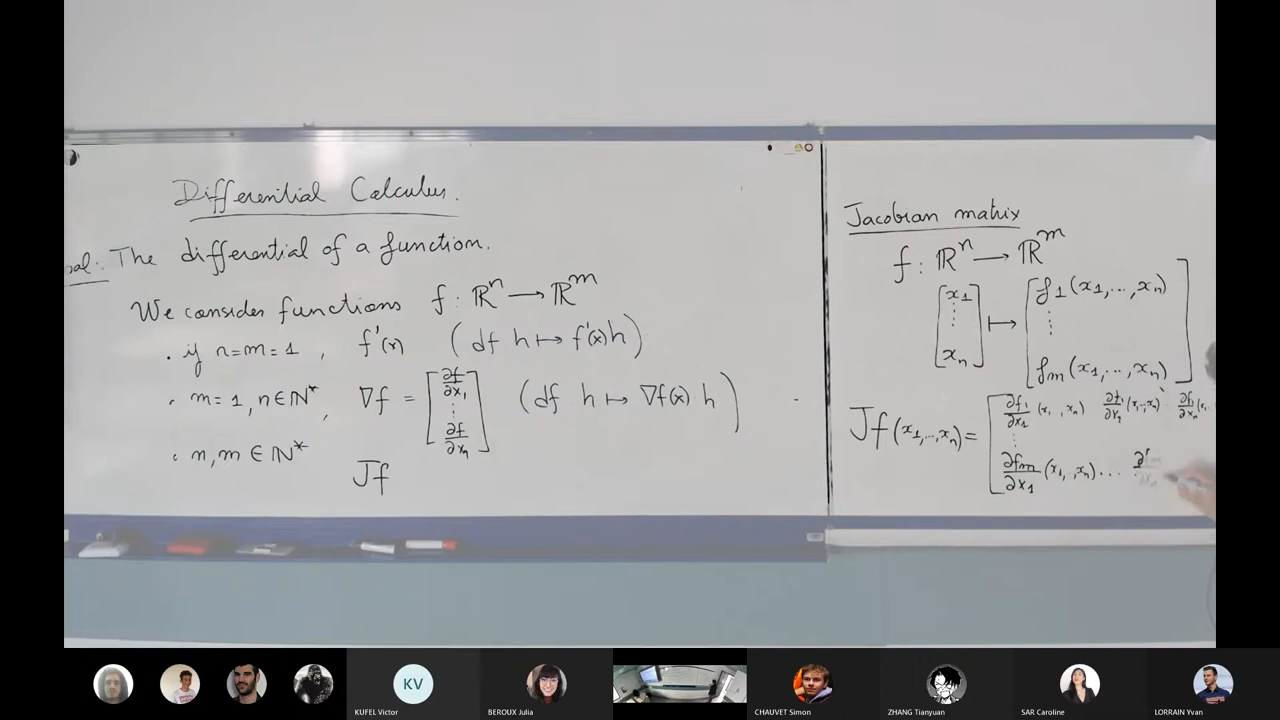 Differential Calculus.
oal: The differential of a function.
We consider functions f : ℝⁿ ⟶ ℝᵐ
. if n=m=1 , f'(x) (df h ↦ f'(x)h)
. m=1, n∈ℕ*, ∇f = [∂f/∂x₁ ⋮ ∂f/∂xₙ] (df h ↦ ∇f(x)·h)
. n,m ∈ ℕ* Jf
Jacobian matrix
f : ℝⁿ ⟶ ℝᵐ
[x₁ ⋮ xₙ] ↦ [f₁(x₁,...,xₙ) ⋮ fₘ(x₁,...,xₙ)]
Jf(x₁,...,xₙ) = [∂f₁/∂x₁ (x₁,..,xₙ) ∂f₁/∂x₂ (x₁,..,xₙ) ... ∂f₁/∂xₙ (x₁,..
⋮
∂fₘ/∂x₁ (x₁,..,xₙ) ...
KV
KUFEL Victor
BEROUX Julia
CHAUVET Simon
ZHANG Tianyuan
SAR Caroline
LORRAIN Yvan